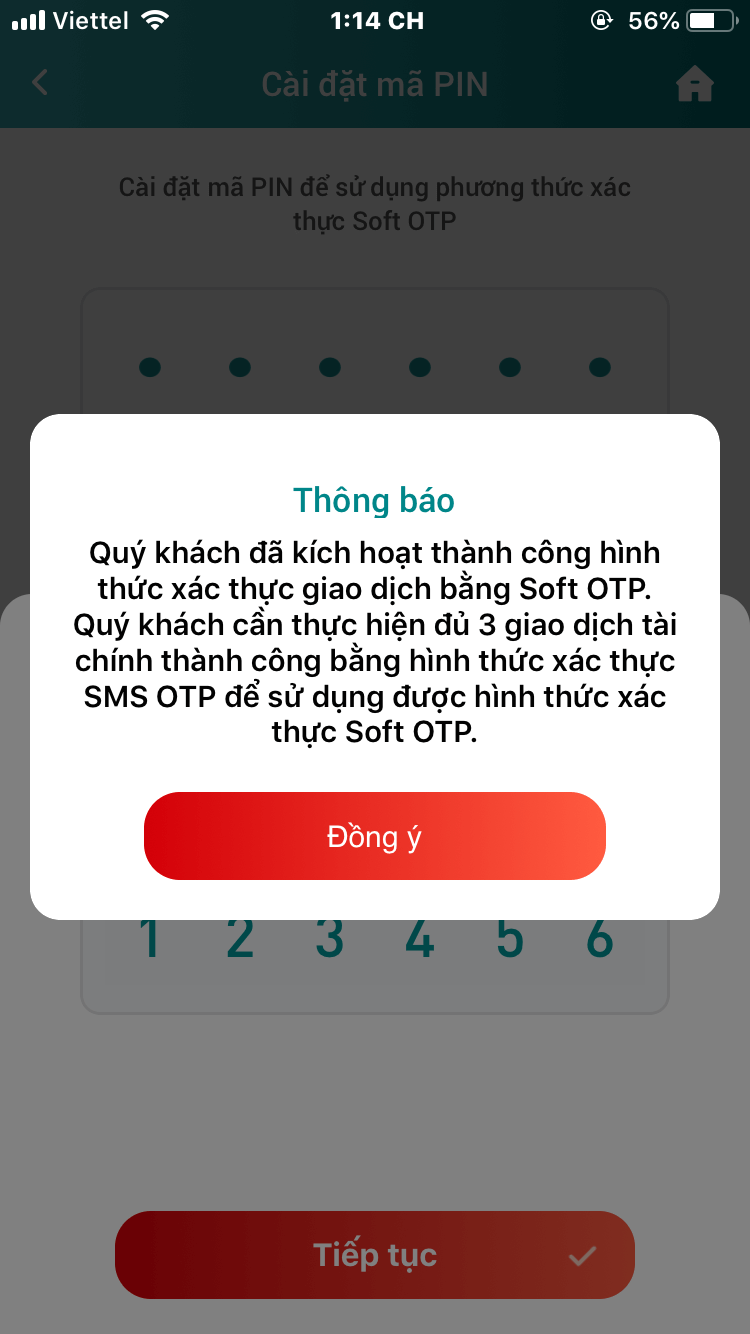 Viettel 1:14 CH 56%
Cài đặt mã PIN
Cài đặt mã PIN để sử dụng phương thức xác
thực Soft OTP
Thông báo
Quý khách đã kích hoạt thành công hình
thức xác thực giao dịch bằng Soft OTP.
Quý khách cần thực hiện đủ 3 giao dịch tài
chính thành công bằng hình thức xác thực
SMS OTP để sử dụng được hình thức xác
thực Soft OTP.
Đồng ý
1 2 3 4 5 6
Tiếp tục